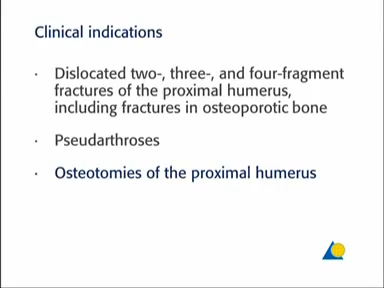 Clinical indications
· Dislocated two-, three-, and four-fragment
fractures of the proximal humerus,
including fractures in osteoporotic bone
· Pseudarthroses
· Osteotomies of the proximal humerus